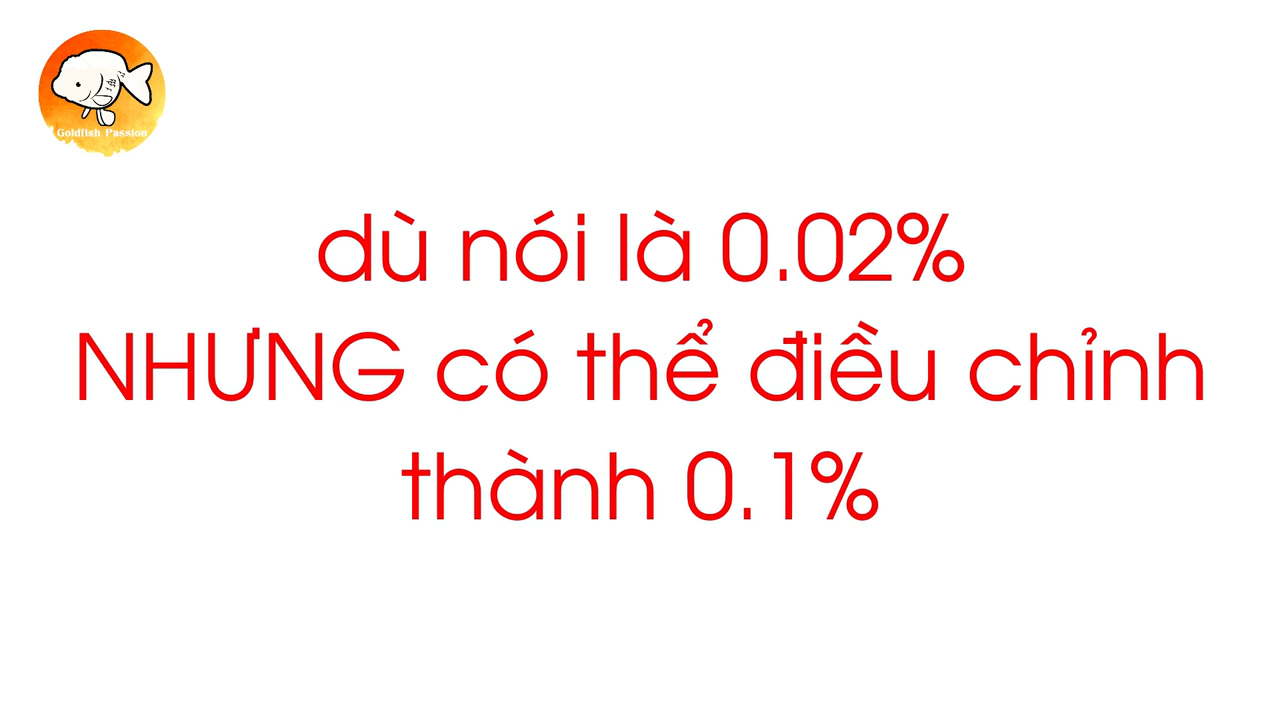 Goldfish Passion
dù nói là 0.02%
NHƯNG có thể điều chỉnh
thành 0.1%